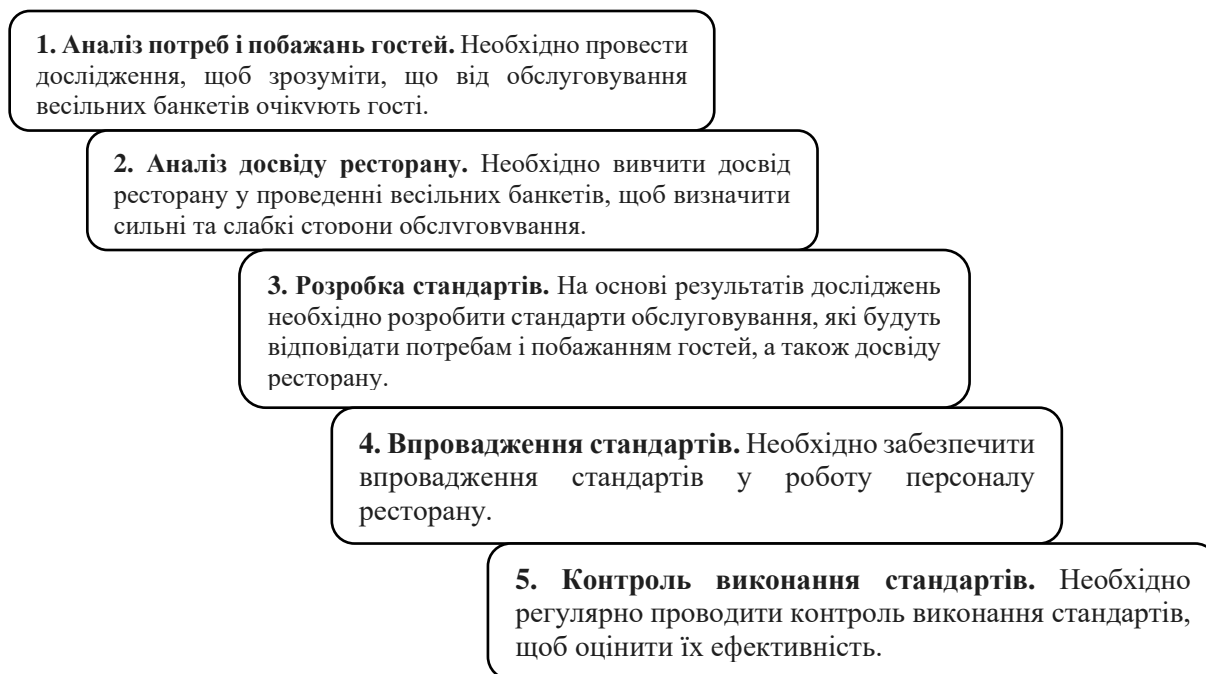 1. Аналіз потреб і побажань гостей. Необхідно провести
дослідження, щоб зрозуміти, що від обслуговування
весільних банкетів очікують гості.
2. Аналіз досвіду ресторану. Необхідно вивчити досвід
ресторану у проведенні весільних банкетів, щоб визначити
сильні та слабкі сторони обслуговування.
3. Розробка стандартів. На основі результатів досліджень
необхідно розробити стандарти обслуговування, які будуть
відповідати потребам і побажанням гостей, а також досвіду
ресторану.
4. Впровадження стандартів. Необхідно забезпечити
впровадження стандартів у роботу персоналу
ресторану.
5. Контроль виконання стандартів. Необхідно
регулярно проводити контроль виконання стандартів,
щоб оцінити їх ефективність.